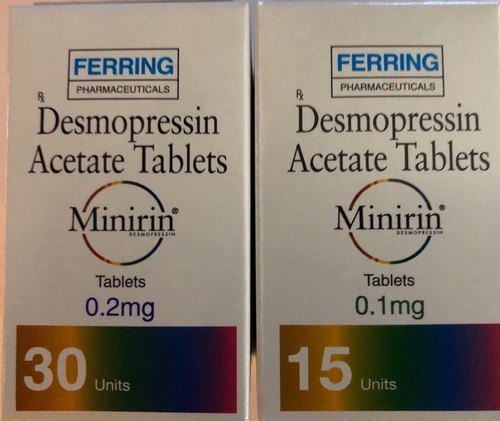 FERRING
PHARMACEUTICALS
℞
Desmopressin
Acetate Tablets
Minirin®
DESMOPRESSIN
Tablets
0.2mg
30 Units
FERRING
PHARMACEUTICALS
℞
Desmopressin
Acetate Tablets
Minirin®
DESMOPRESSIN
Tablets
0.1mg
15 Units